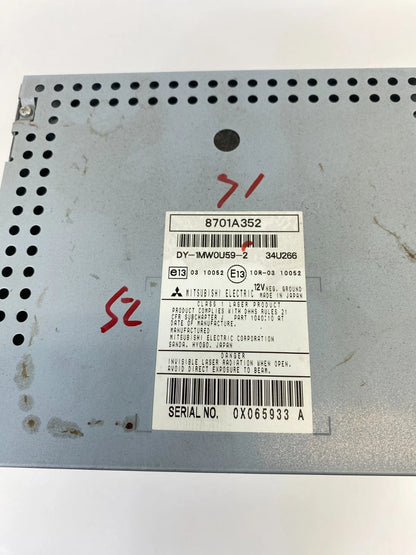 51
8701A352
DY-1MW0U59-2 34U266
e13 03 10052 E13 10R-03 10052
12V NEG. GROUND
MITSUBISHI ELECTRIC MADE IN JAPAN
CLASS 1 LASER PRODUCT
PRODUCT COMPLIES WITH DHHS RULES 21
CFR SUBCHAPTER J PART 1040:10 AT
DATE OF MANUFACTURE.
MANUFACTURED
MITSUBISHI ELECTRIC CORPORATION
SANDA, HYOGO, JAPAN
52
DANGER
INVISIBLE LASER RADIATION WHEN OPEN.
AVOID DIRECT EXPOSURE TO BEAM.
SERIAL NO. 0X065933 A